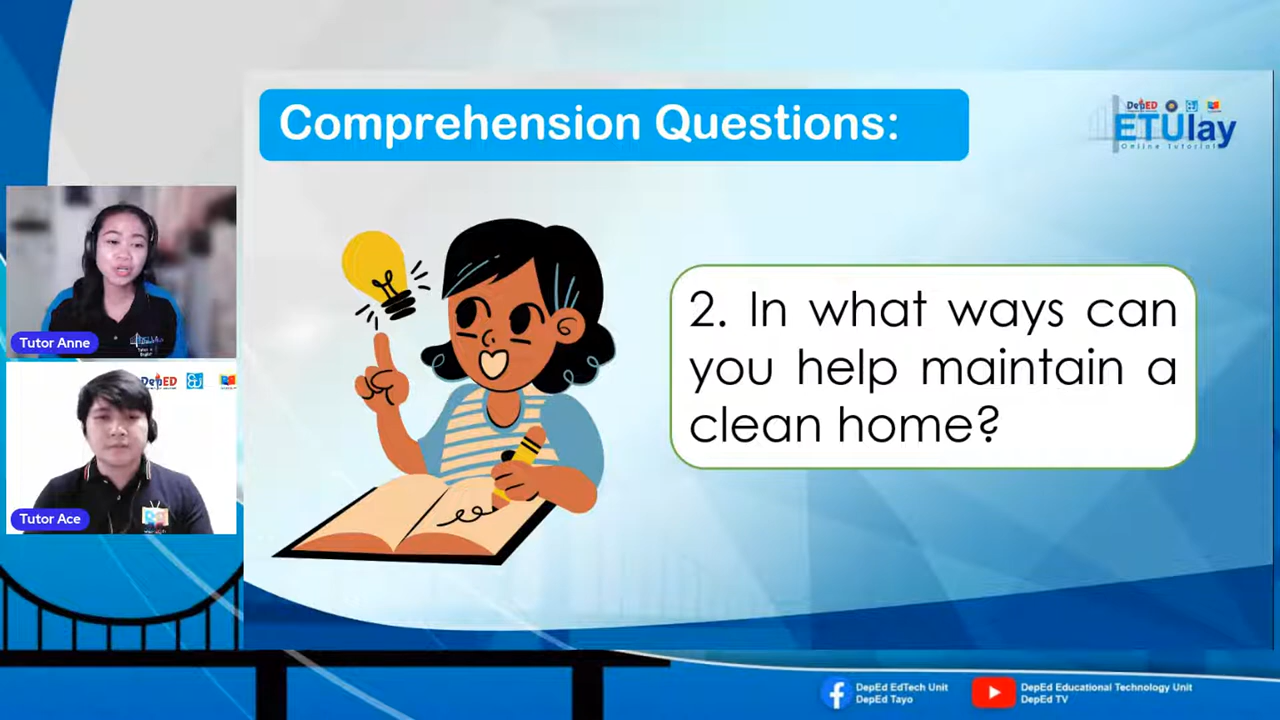 Comprehension Questions:
DepED
ETUlay
Online Tutorial
2. In what ways can
you help maintain a
clean home?
Tutor Anne
DepED
Tutor Ace
DepEd EdTech Unit
DepEd Tayo
DepEd Educational Technology Unit
DepEd TV